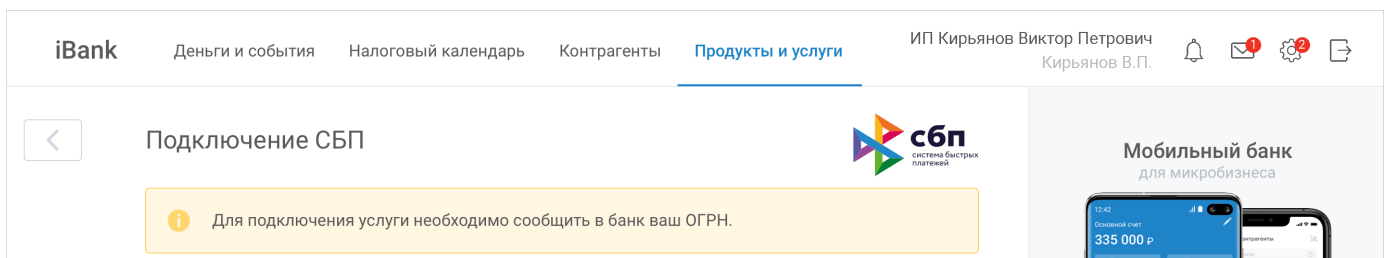 iBank
Деньги и события
Налоговый календарь
Контрагенты
Продукты и услуги
ИП Кирьянов Виктор Петрович
Кирьянов В.П.
1
2
Подключение СБП
сбп
система быстрых
платежей
Мобильный банк
для микробизнеса
Для подключения услуги необходимо сообщить в банк ваш ОГРН.
12:42
Основной счет
335 000 ₽